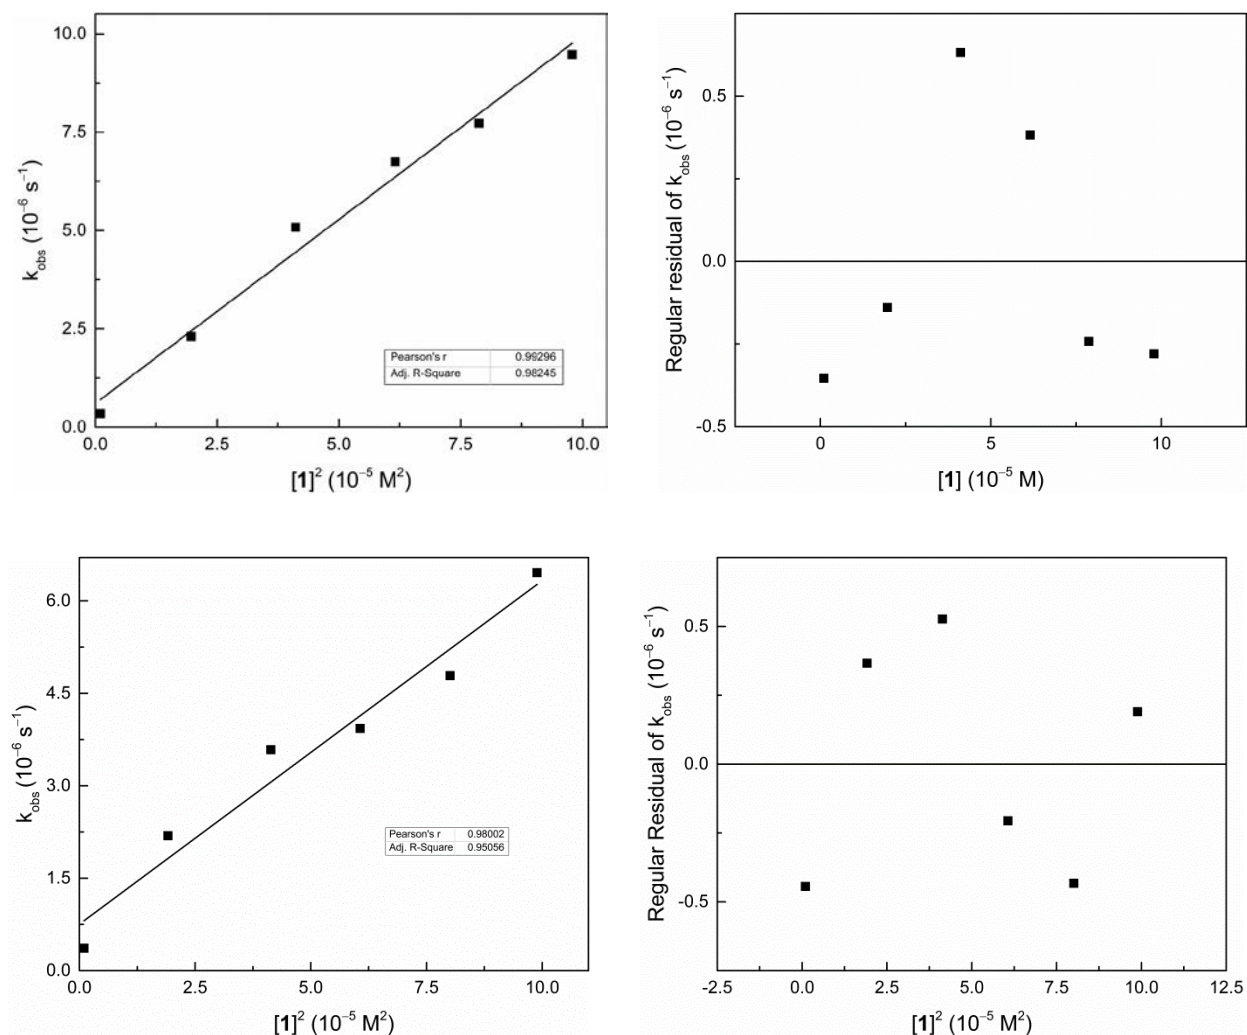 10.0
7.5
5.0
2.5
0.0
k_obs (10⁻⁶ s⁻¹)
Pearson's r 0.99296
Adj. R-Square 0.98245
0.0 2.5 5.0 7.5 10.0
[1]² (10⁻⁵ M²)
0.5
0.0
-0.5
Regular residual of k_obs (10⁻⁶ s⁻¹)
0 5 10
[1] (10⁻⁵ M)
6.0
4.5
3.0
1.5
0.0
k_obs (10⁻⁶ s⁻¹)
Pearson's r 0.98002
Adj. R-Square 0.95056
0.0 2.5 5.0 7.5 10.0
[1]² (10⁻⁵ M²)
0.5
0.0
-0.5
Regular Residual of k_obs (10⁻⁶ s⁻¹)
-2.5 0.0 2.5 5.0 7.5 10.0 12.5
[1]² (10⁻⁵ M²)